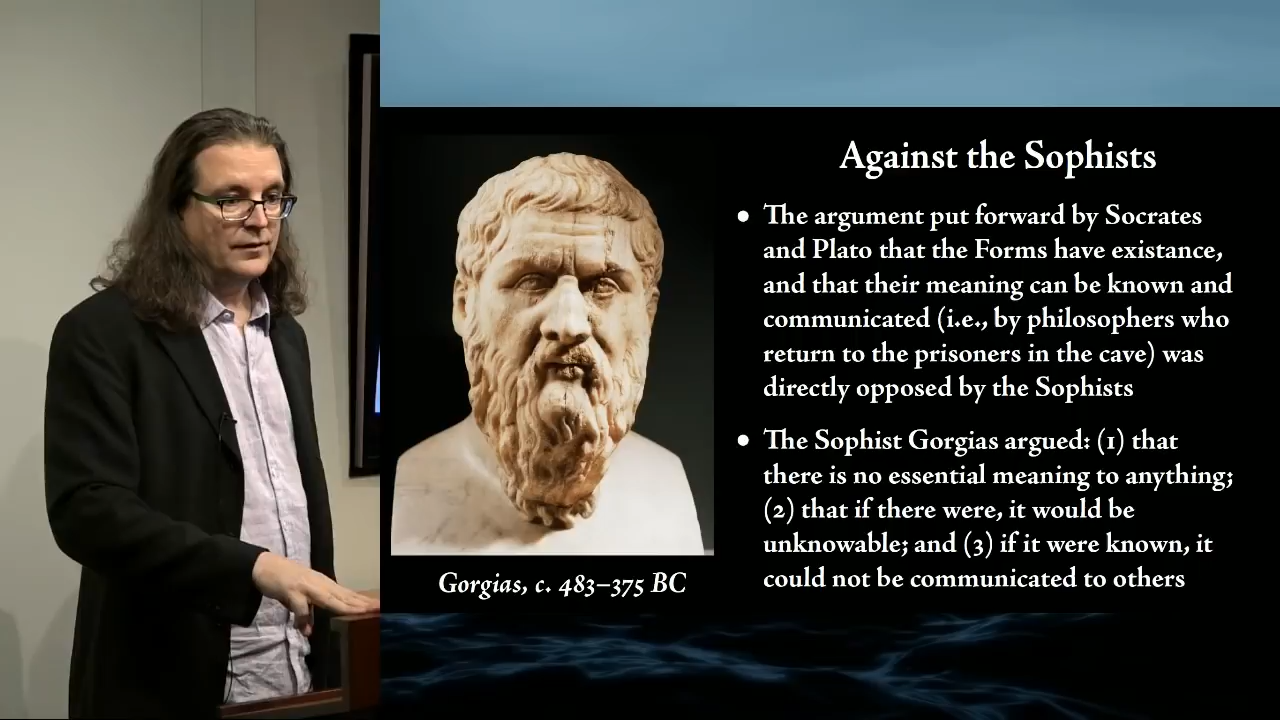 Against the Sophists
• The argument put forward by Socrates
and Plato that the Forms have existance,
and that their meaning can be known and
communicated (i.e., by philosophers who
return to the prisoners in the cave) was
directly opposed by the Sophists
• The Sophist Gorgias argued: (1) that
there is no essential meaning to anything;
(2) that if there were, it would be
unknowable; and (3) if it were known, it
could not be communicated to others
Gorgias, c. 483–375 BC